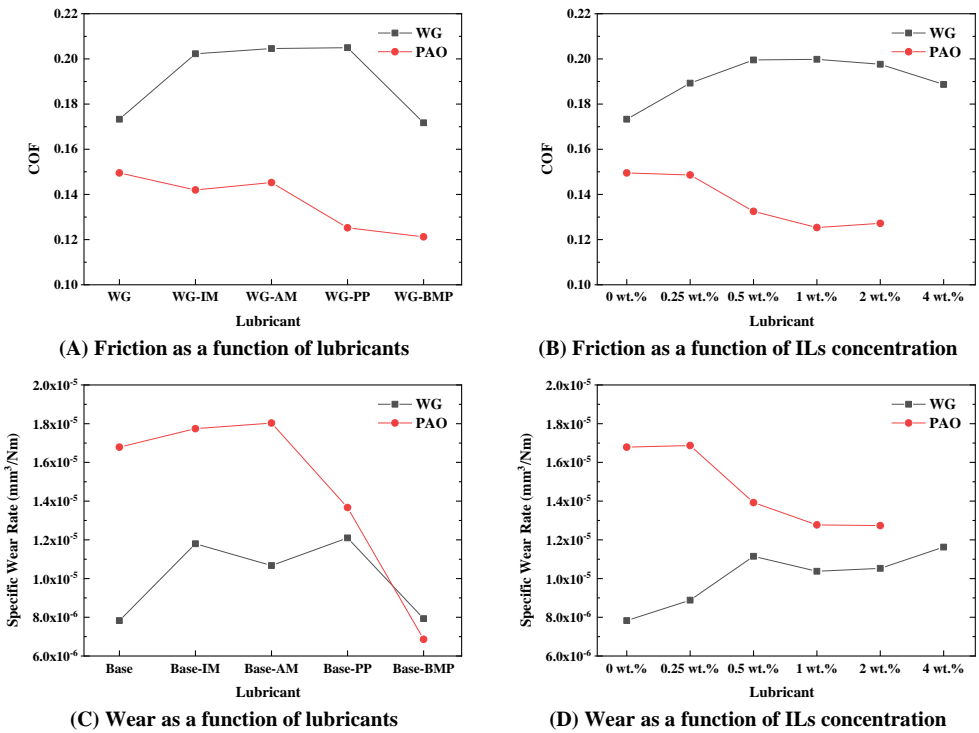 0.22
0.20
0.18
0.16
0.14
0.12
0.10
COF
WG
PAO
WG WG-IM WG-AM WG-PP WG-BMP
Lubricant
(A) Friction as a function of lubricants
0.22
0.20
0.18
0.16
0.14
0.12
0.10
COF
WG
PAO
0 wt.% 0.25 wt.% 0.5 wt.% 1 wt.% 2 wt.% 4 wt.%
Lubricant
(B) Friction as a function of ILs concentration
2.0x10⁻⁵
1.8x10⁻⁵
1.6x10⁻⁵
1.4x10⁻⁵
1.2x10⁻⁵
1.0x10⁻⁵
8.0x10⁻⁶
6.0x10⁻⁶
Specific Wear Rate (mm³/Nm)
WG
PAO
Base Base-IM Base-AM Base-PP Base-BMP
Lubricant
(C) Wear as a function of lubricants
2.0x10⁻⁵
1.8x10⁻⁵
1.6x10⁻⁵
1.4x10⁻⁵
1.2x10⁻⁵
1.0x10⁻⁵
8.0x10⁻⁶
6.0x10⁻⁶
Specific Wear Rate (mm³/Nm)
WG
PAO
0 wt.% 0.25 wt.% 0.5 wt.% 1 wt.% 2 wt.% 4 wt.%
Lubricant
(D) Wear as a function of ILs concentration